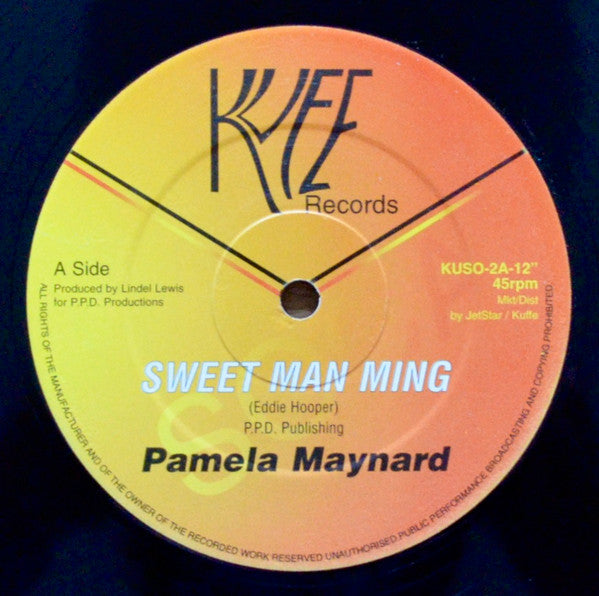 KUFE
Records
A Side
Produced by Lindel Lewis
for P.P.D. Productions
KUSO-2A-12"
45rpm
Mkt/Dist
by JetStar / Kuffe
SWEET MAN MING
(Eddie Hooper)
P.P.D. Publishing
Pamela Maynard
ALL RIGHTS OF THE MANUFACTURER AND OF THE OWNER OF THE RECORDED WORK RESERVED UNAUTHORISED PUBLIC PERFORMANCE BROADCASTING AND COPYING PROHIBITED.